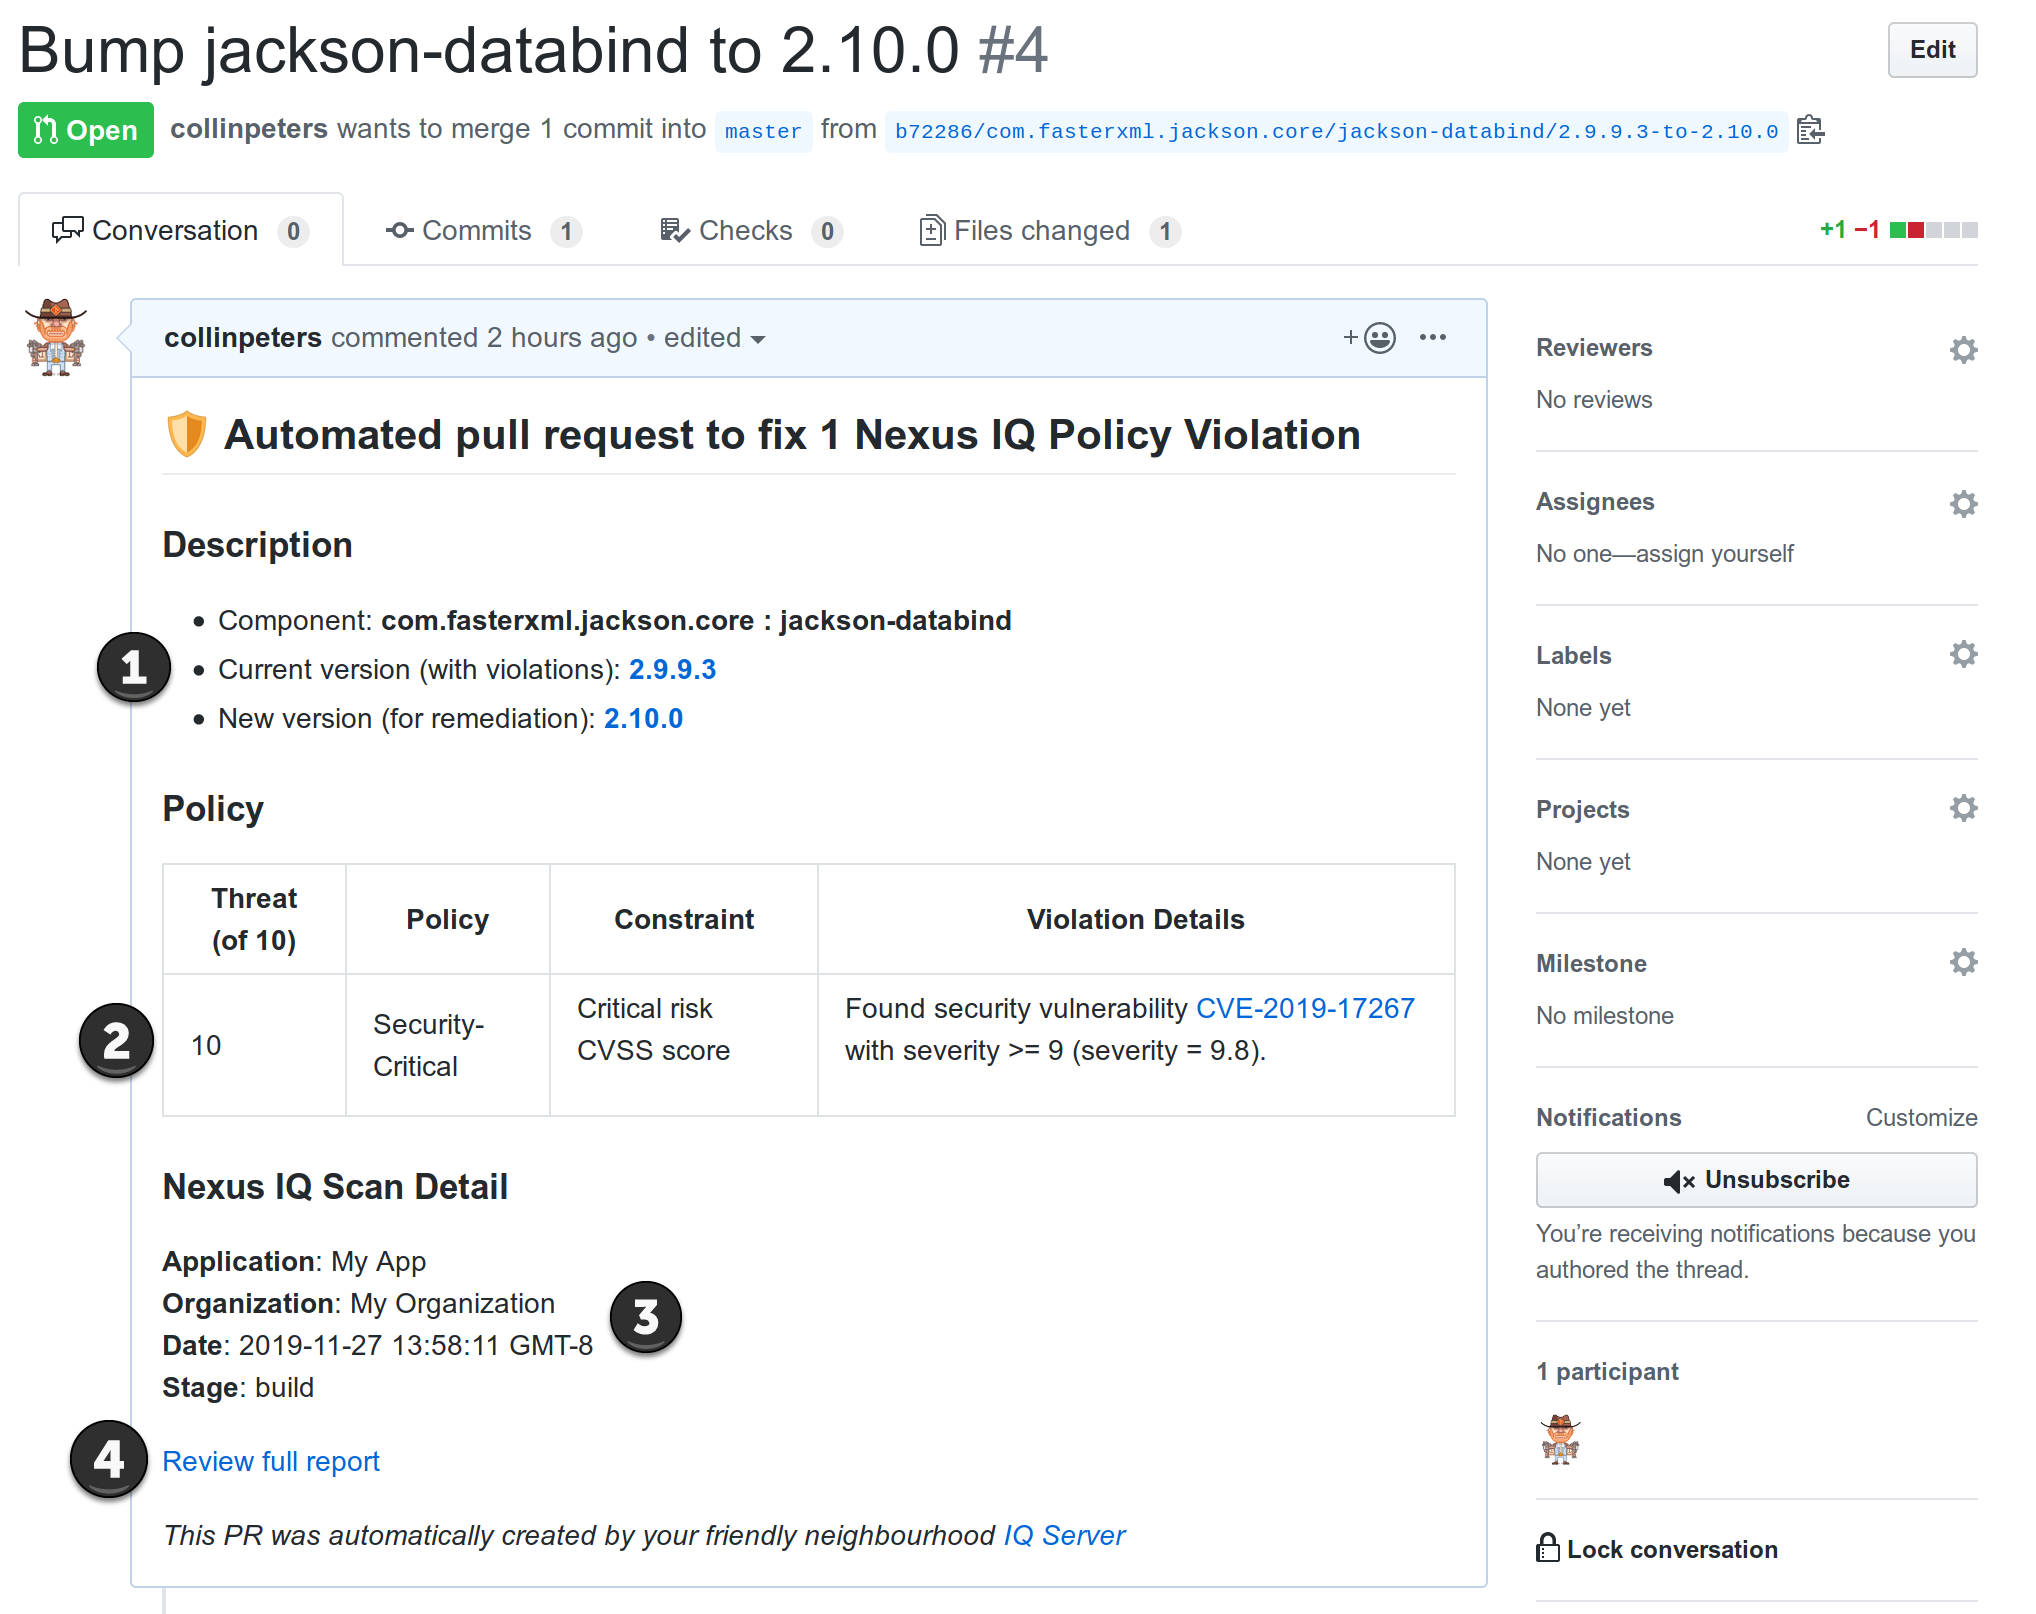 Bump jackson-databind to 2.10.0 #4
Edit
Open
collinpeters wants to merge 1 commit into master from b72286/com.fasterxml.jackson.core/jackson-databind/2.9.9.3-to-2.10.0
Conversation 0
Commits 1
Checks 0
Files changed 1
+1 −1
collinpeters commented 2 hours ago • edited
Automated pull request to fix 1 Nexus IQ Policy Violation
Description
• Component: com.fasterxml.jackson.core : jackson-databind
1
• Current version (with violations): 2.9.9.3
• New version (for remediation): 2.10.0
Policy
Threat
(of 10)
Policy
Constraint
Violation Details
2
10
Security-
Critical
Critical risk
CVSS score
Found security vulnerability CVE-2019-17267
with severity >= 9 (severity = 9.8).
Nexus IQ Scan Detail
Application: My App
Organization: My Organization
3
Date: 2019-11-27 13:58:11 GMT-8
Stage: build
4
Review full report
This PR was automatically created by your friendly neighbourhood IQ Server
Reviewers
No reviews
Assignees
No one—assign yourself
Labels
None yet
Projects
None yet
Milestone
No milestone
Notifications
Customize
Unsubscribe
You’re receiving notifications because you
authored the thread.
1 participant
Lock conversation